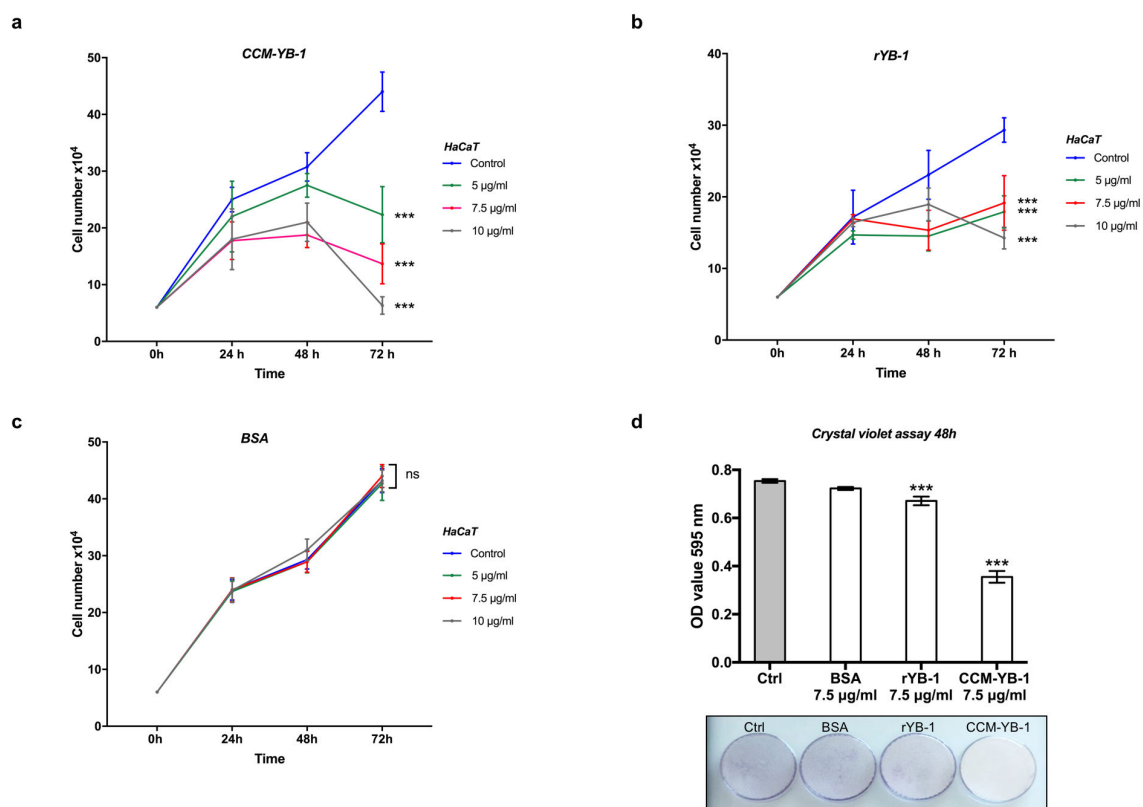 a
CCM-YB-1
Cell number x10⁴
50
40
30
20
10
0
0h 24 h 48 h 72 h
Time
HaCaT
Control
5 µg/ml
7.5 µg/ml
10 µg/ml
***
***
***
b
rYB-1
Cell number x10⁴
40
30
20
10
0
0h 24 h 48 h 72 h
Time
HaCaT
Control
5 µg/ml
7.5 µg/ml
10 µg/ml
***
***
***
c
BSA
Cell number x10⁴
50
40
30
20
10
0
0h 24h 48h 72h
Time
ns
HaCaT
Control
5 µg/ml
7.5 µg/ml
10 µg/ml
d
Crystal violet assay 48h
OD value 595 nm
0.8
0.6
0.4
0.2
0.0
***
***
Ctrl BSA rYB-1 CCM-YB-1
7.5 µg/ml 7.5 µg/ml 7.5 µg/ml
Ctrl BSA rYB-1 CCM-YB-1